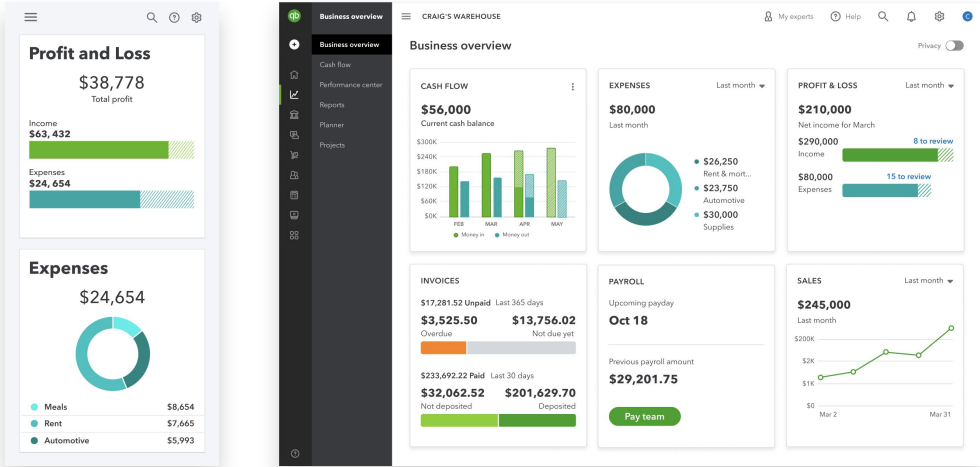 Profit and Loss
$38,778
Total profit
Income
$63, 432
Expenses
$24, 654
Expenses
$24,654
Meals $8,654
Rent $7,665
Automotive $5,993
qb
Business overview
Business overview
Cash flow
Performance center
Reports
Planner
Projects
CRAIG'S WAREHOUSE
My experts
Help
C
Business overview
Privacy
CASH FLOW
$56,000
Current cash balance
$300K
$240K
$180K
$120K
$60K
$0K
FEB MAR APR MAY
Money in Money out
EXPENSES
Last month
$80,000
Last month
$26,250
Rent & mort...
$23,750
Automotive
$30,000
Supplies
PROFIT & LOSS
Last month
$210,000
Net income for March
$290,000
Income
8 to review
$80,000
Expenses
15 to review
INVOICES
$17,281.52 Unpaid Last 365 days
$3,525.50 $13,756.02
Overdue Not due yet
$233,692.22 Paid Last 30 days
$32,062.52 $201,629.70
Not deposited Deposited
PAYROLL
Upcoming payday
Oct 18
Previous payroll amount
$29,201.75
Pay team
SALES
Last month
$245,000
Last month
$200K
$2K
$1K
$0
Mar 2 Mar 31